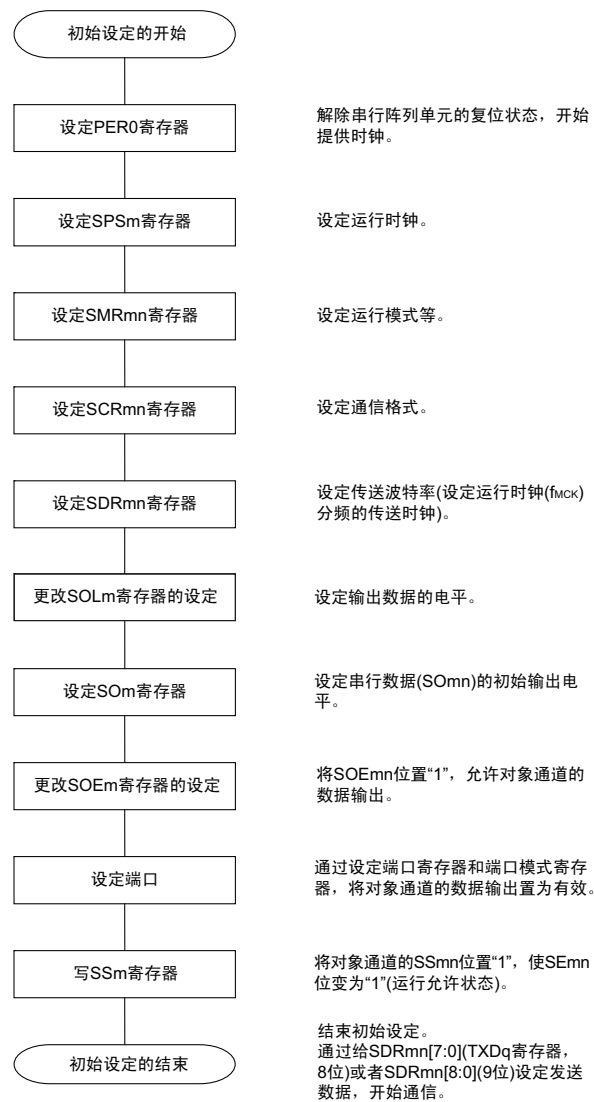 初始设定的开始
设定PER0寄存器
解除串行阵列单元的复位状态，开始
提供时钟。
设定SPSm寄存器
设定运行时钟。
设定SMRmn寄存器
设定运行模式等。
设定SCRmn寄存器
设定通信格式。
设定SDRmn寄存器
设定传送波特率(设定运行时钟(fMCK)
分频的传送时钟)。
更改SOLm寄存器的设定
设定输出数据的电平。
设定SOm寄存器
设定串行数据(SOmn)的初始输出电
平。
更改SOEm寄存器的设定
将SOEmn位置“1”，允许对象通道的
数据输出。
设定端口
通过设定端口寄存器和端口模式寄存
器，将对象通道的数据输出置为有效。
写SSm寄存器
将对象通道的SSmn位置“1”，使SEmn
位变为“1”(运行允许状态)。
初始设定的结束
结束初始设定。
通过给SDRmn[7:0](TXDq寄存器，
8位)或者SDRmn[8:0](9位)设定发送
数据，开始通信。